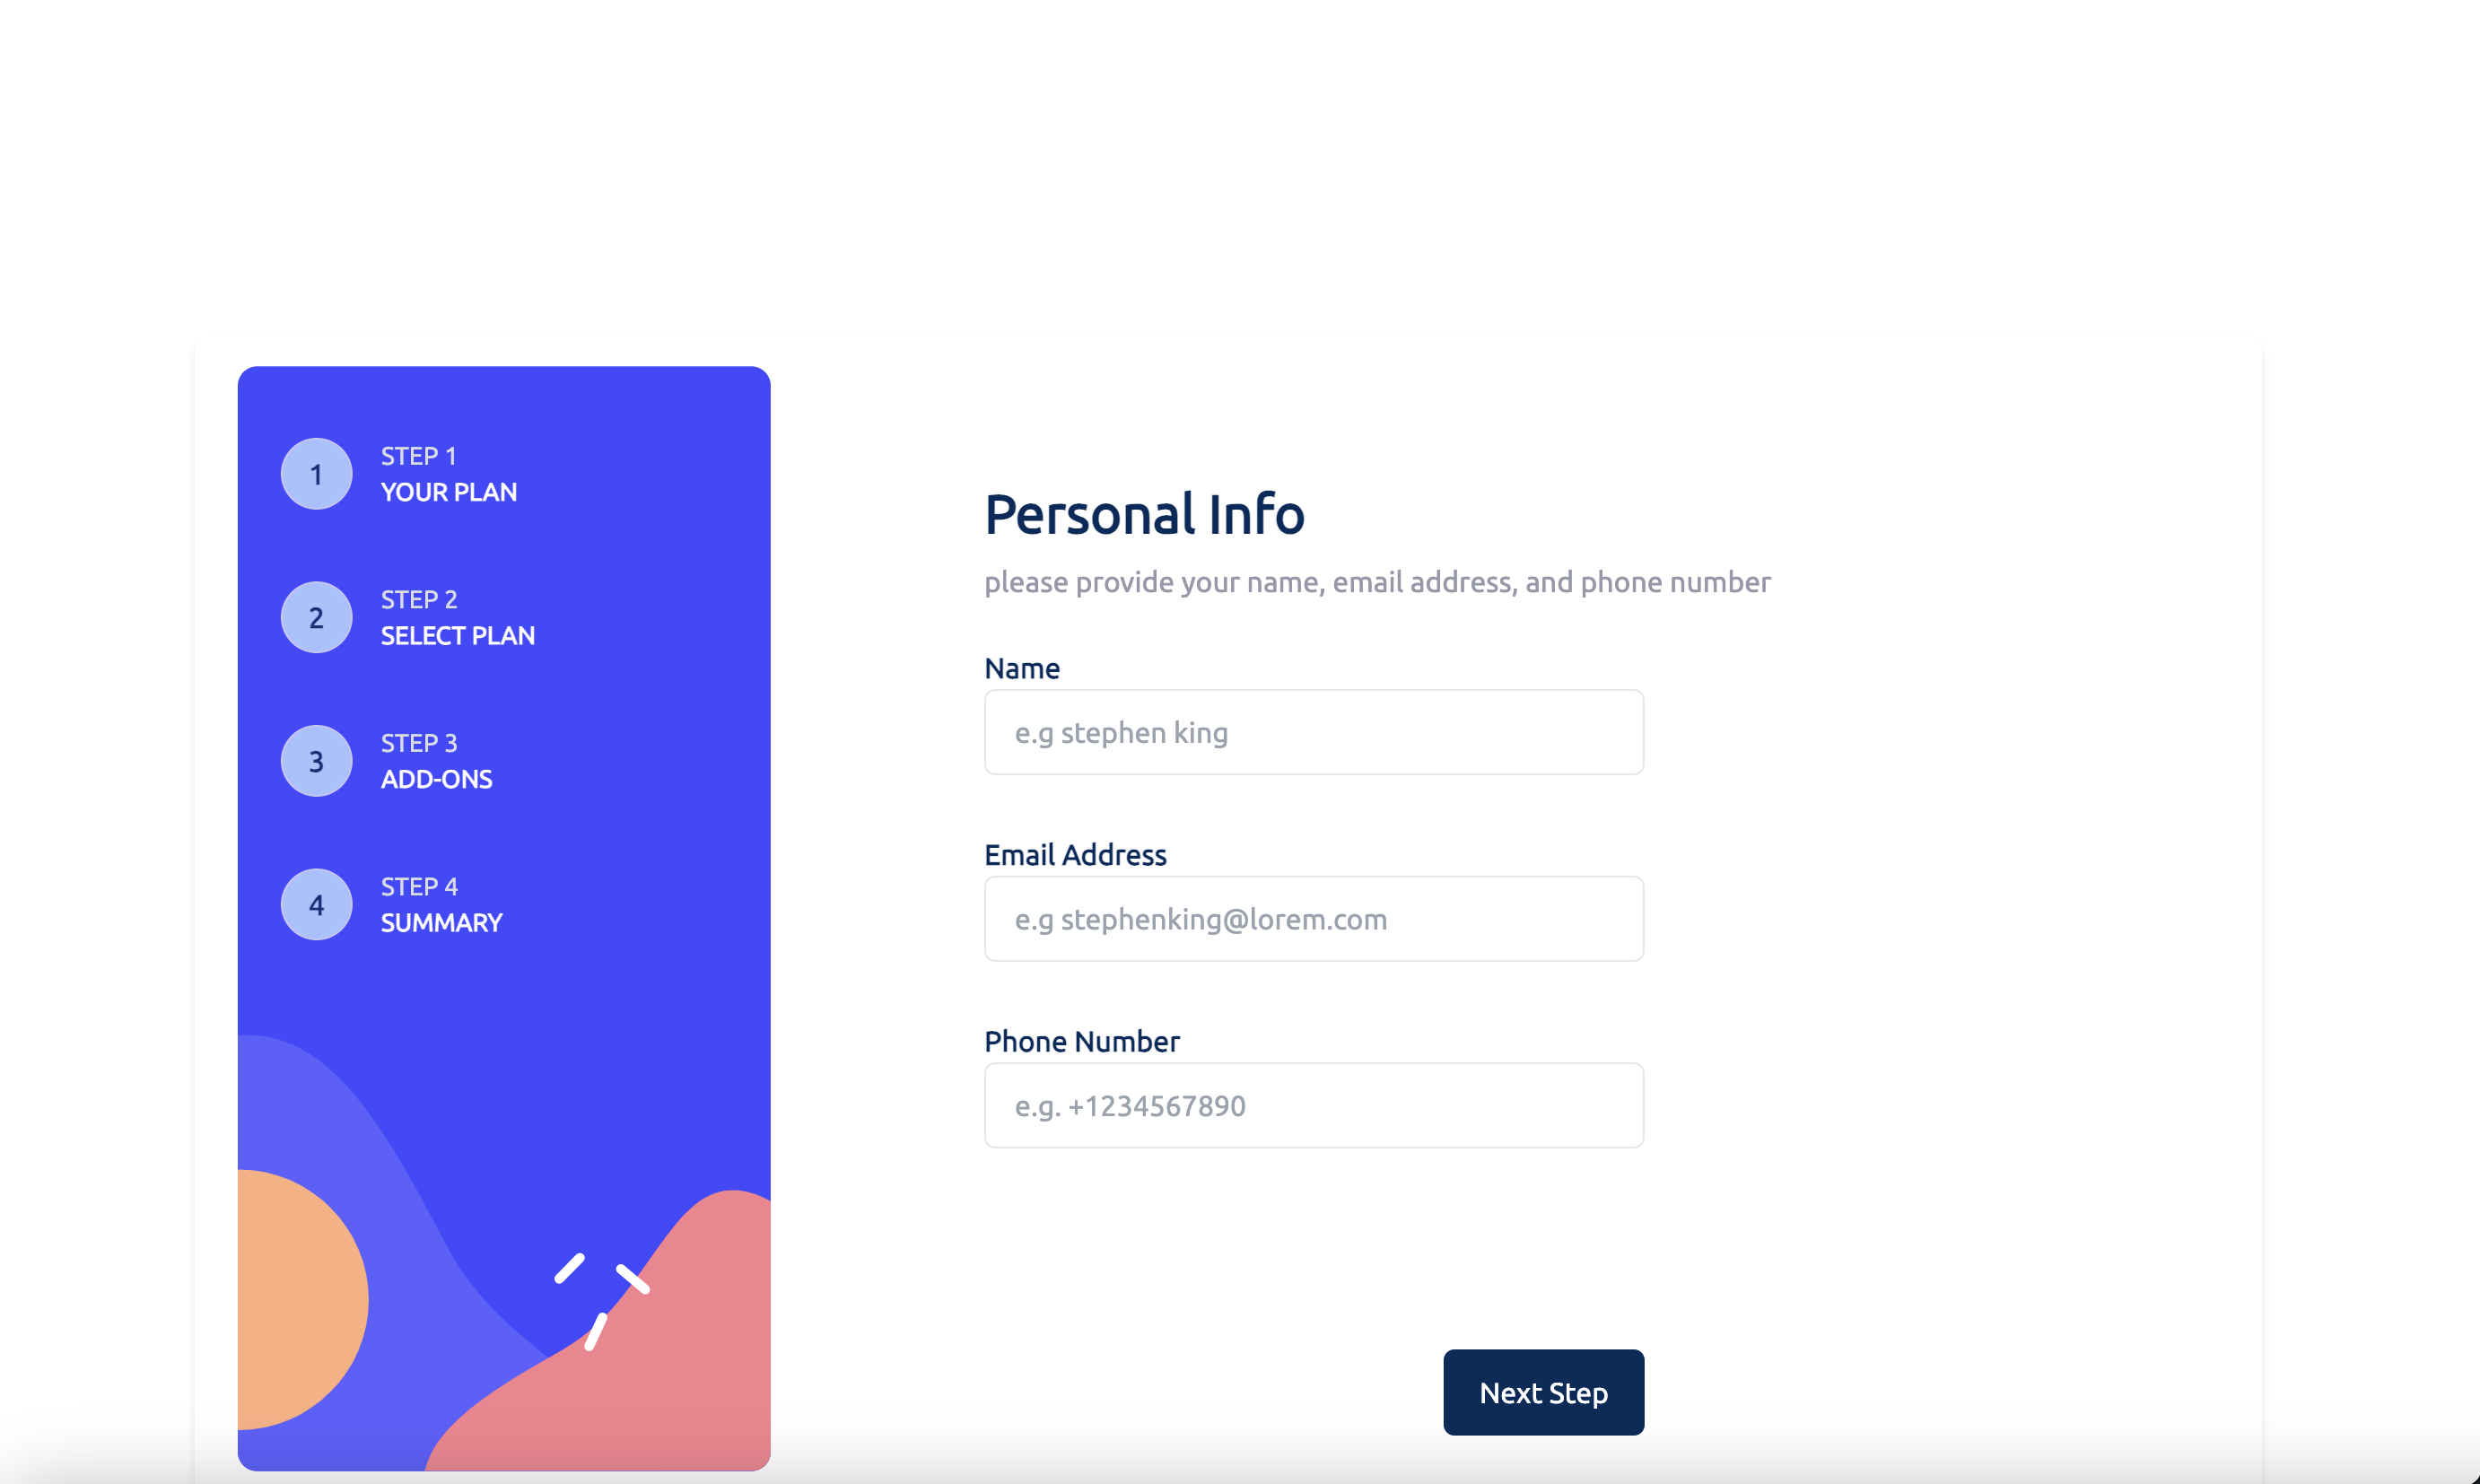 1
STEP 1
YOUR PLAN
2
STEP 2
SELECT PLAN
3
STEP 3
ADD-ONS
4
STEP 4
SUMMARY
Personal Info
please provide your name, email address, and phone number
Name
e.g stephen king
Email Address
e.g stephenking@lorem.com
Phone Number
e.g. +1234567890
Next Step